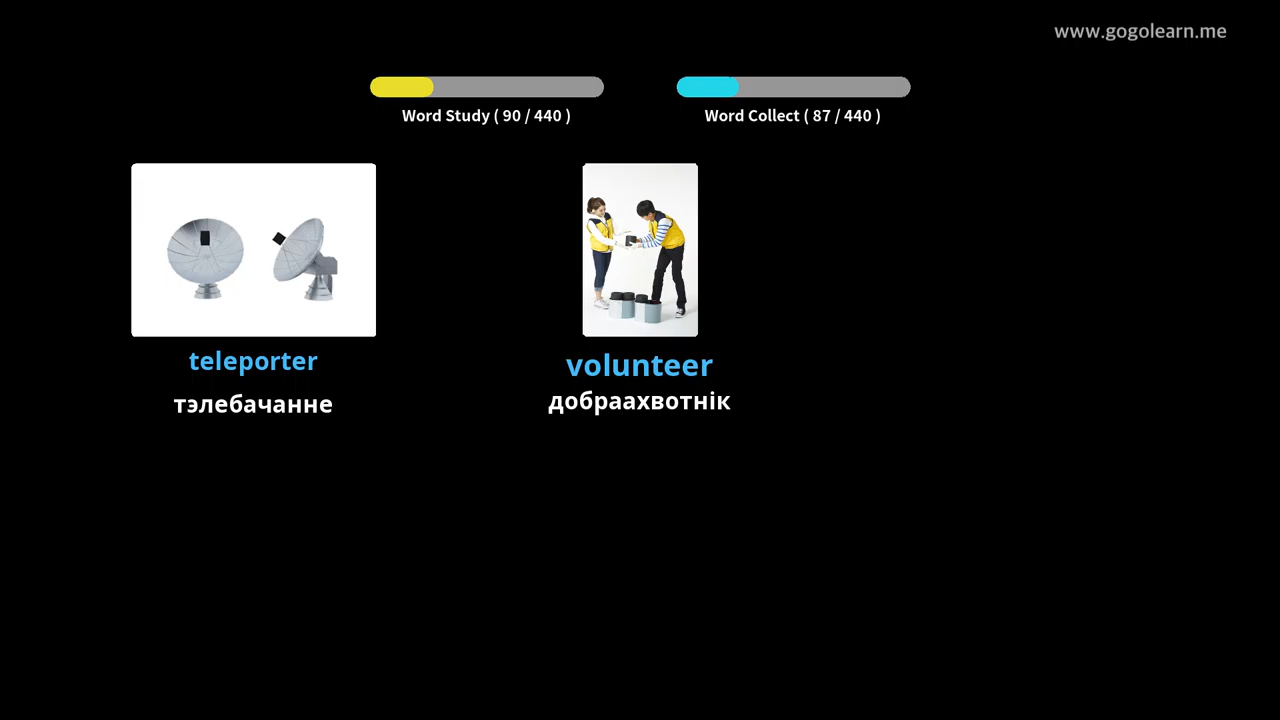 www.gogolearn.me
Word Study ( 90 / 440 )
Word Collect ( 87 / 440 )
teleporter
тэлебачанне
volunteer
добраахвотнік